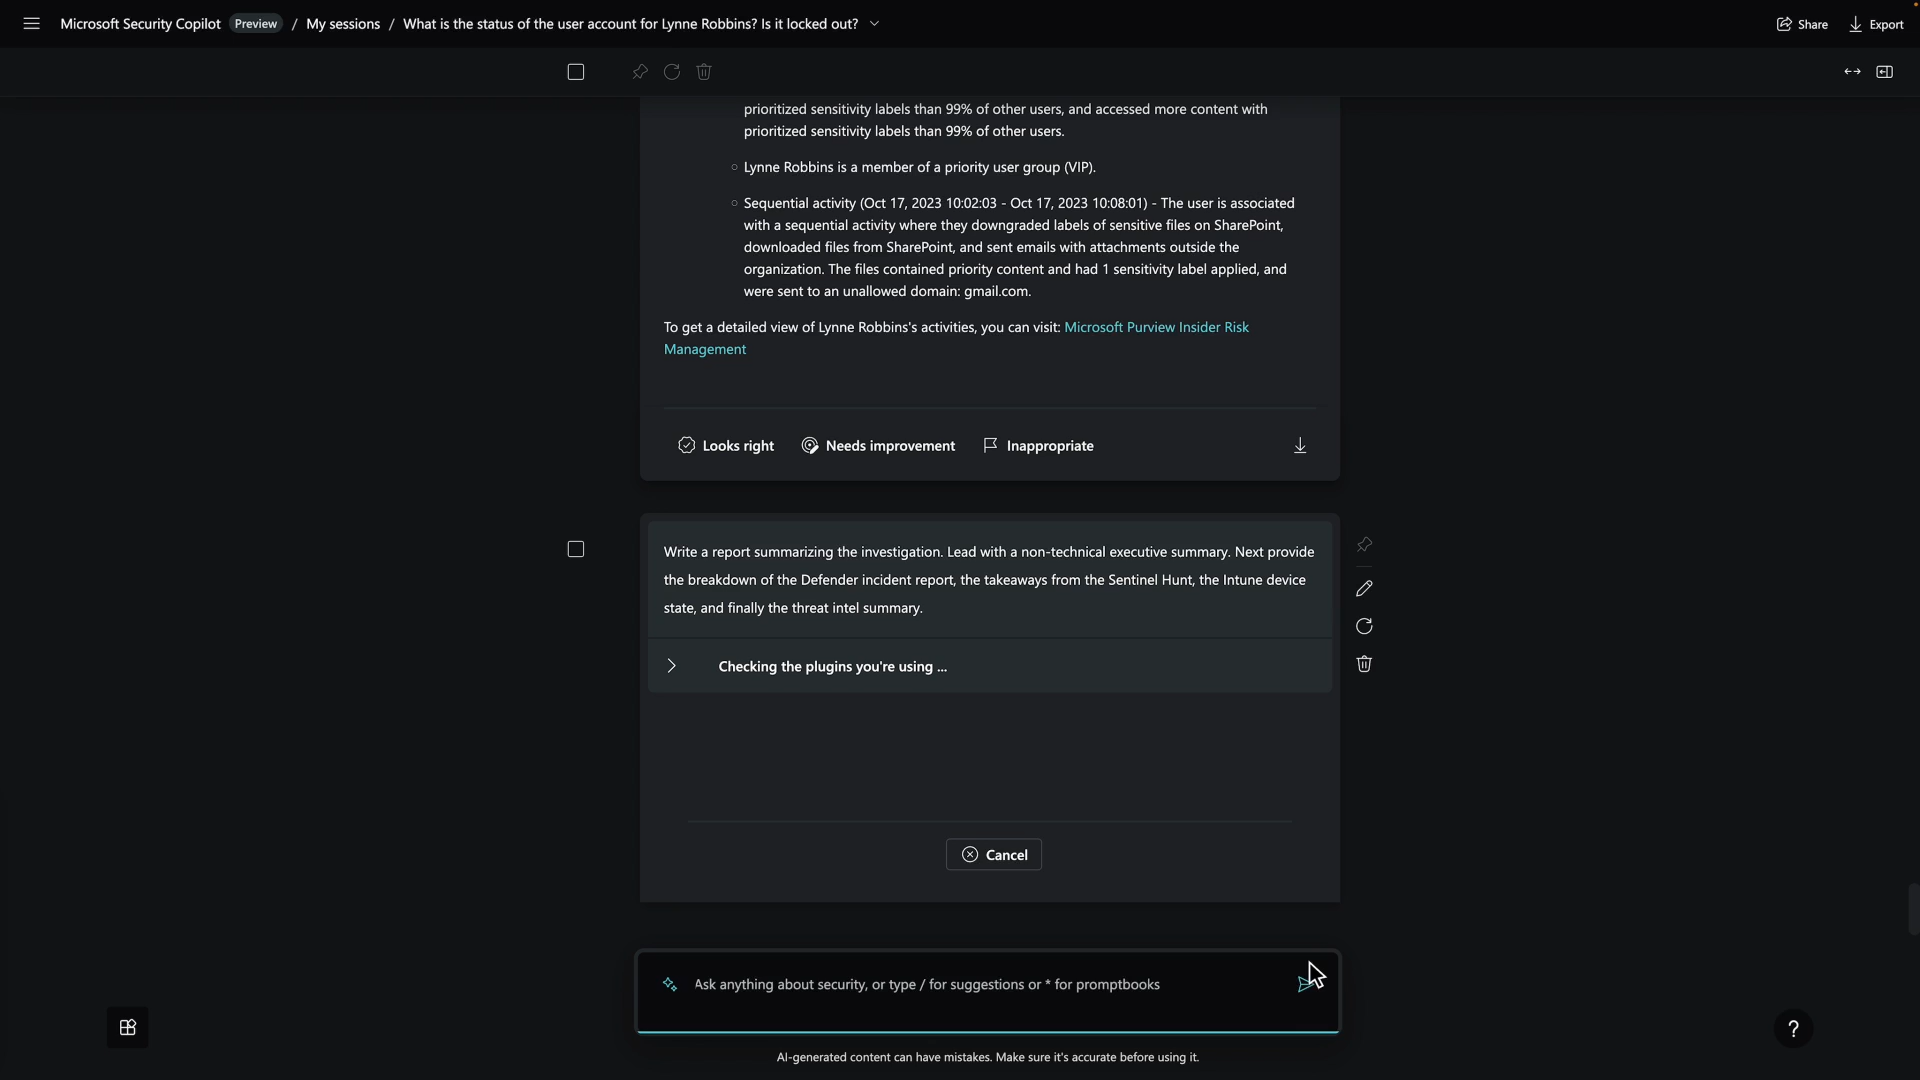 Microsoft Security Copilot Preview / My sessions / What is the status of the user account for Lynne Robbins? Is it locked out?
Share Export
prioritized sensitivity labels than 99% of other users, and accessed more content with
prioritized sensitivity labels than 99% of other users.
Lynne Robbins is a member of a priority user group (VIP).
Sequential activity (Oct 17, 2023 10:02:03 - Oct 17, 2023 10:08:01) - The user is associated
with a sequential activity where they downgraded labels of sensitive files on SharePoint,
downloaded files from SharePoint, and sent emails with attachments outside the
organization. The files contained priority content and had 1 sensitivity label applied, and
were sent to an unallowed domain: gmail.com.
To get a detailed view of Lynne Robbins's activities, you can visit: Microsoft Purview Insider Risk
Management
Looks right Needs improvement Inappropriate
Write a report summarizing the investigation. Lead with a non-technical executive summary. Next provide
the breakdown of the Defender incident report, the takeaways from the Sentinel Hunt, the Intune device
state, and finally the threat intel summary.
Checking the plugins you're using ...
Cancel
Ask anything about security, or type / for suggestions or * for promptbooks
?
AI-generated content can have mistakes. Make sure it's accurate before using it.